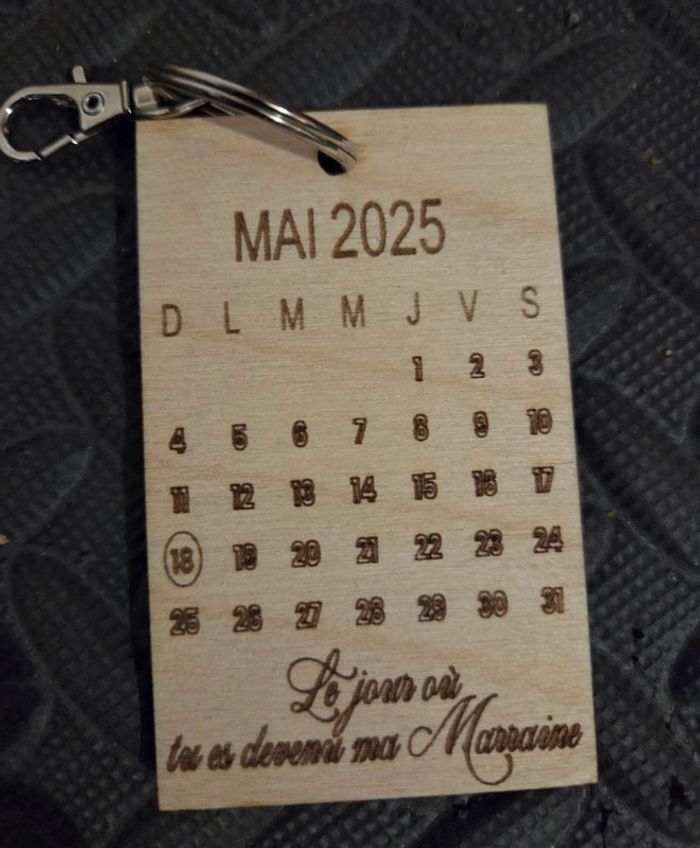 MAI 2025
D L M M J V S
1 2 3
4 5 6 7 8 9 10
11 12 13 14 15 16 17
18 19 20 21 22 23 24
25 26 27 28 29 30 31
Le jour où
tu es devenu ma Marraine